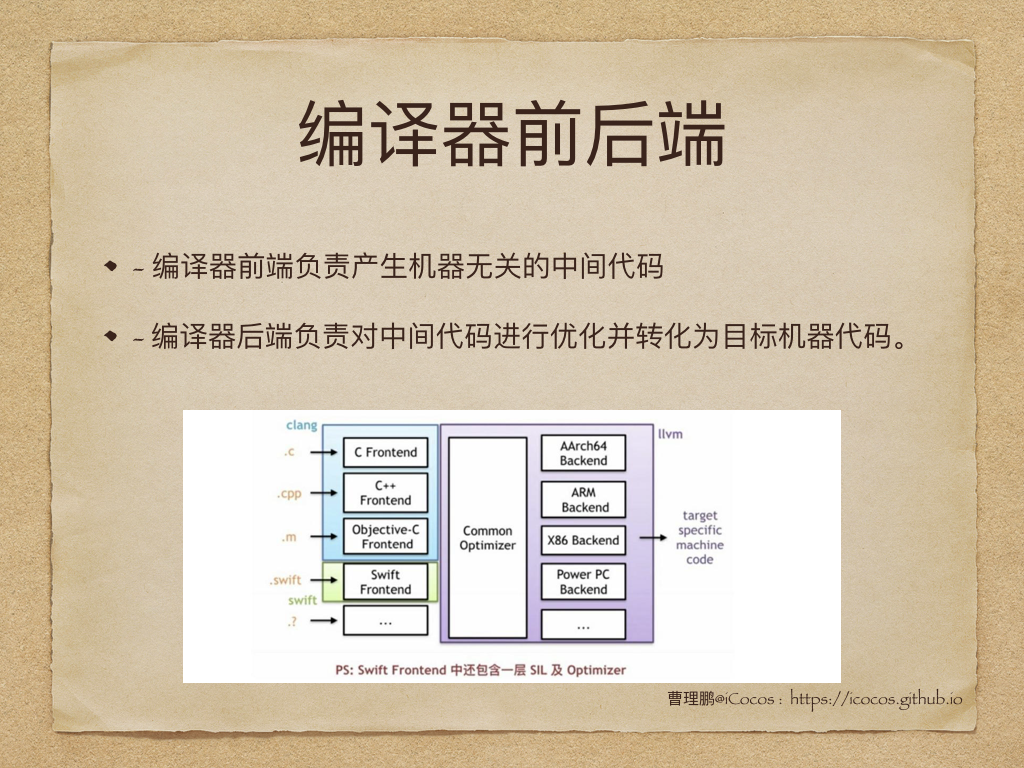 编译器前后端
~ 编译器前端负责产生机器无关的中间代码
~ 编译器后端负责对中间代码进行优化并转化为目标机器代码。
clang
llvm
.c
C Frontend
.cpp
C++
Frontend
.m
Objective-C
Frontend
.swift
Swift
Frontend
swift
.?
...
Common
Optimizer
AArch64
Backend
ARM
Backend
X86 Backend
Power PC
Backend
...
target
specific
machine
code
PS: Swift Frontend 中还包含一层 SIL 及 Optimizer
曹理鹏@iCocos : https://icocos.github.io